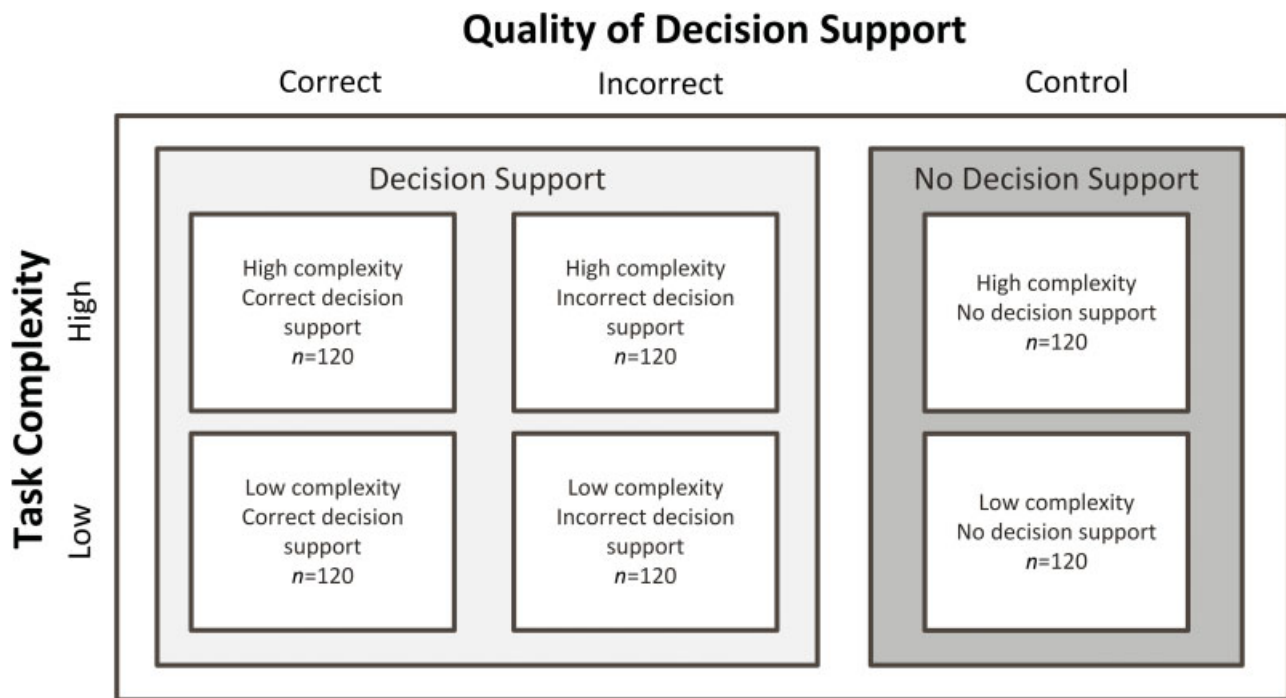 Quality of Decision Support
Correct
Incorrect
Control
Decision Support
No Decision Support
Task Complexity
High
High complexity
Correct decision
support
n=120
High complexity
Incorrect decision
support
n=120
High complexity
No decision support
n=120
Low
Low complexity
Correct decision
support
n=120
Low complexity
Incorrect decision
support
n=120
Low complexity
No decision support
n=120